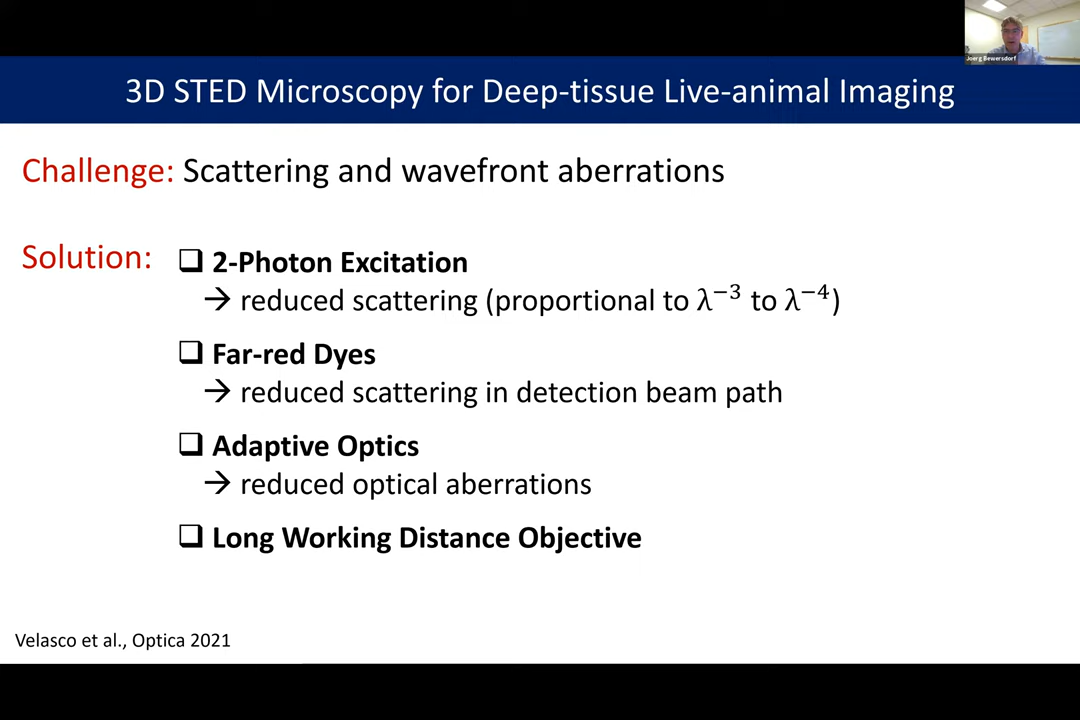 Joerg Bewersdorf
3D STED Microscopy for Deep-tissue Live-animal Imaging
Challenge: Scattering and wavefront aberrations
Solution:
❑ 2-Photon Excitation
→ reduced scattering (proportional to λ⁻³ to λ⁻⁴)
❑ Far-red Dyes
→ reduced scattering in detection beam path
❑ Adaptive Optics
→ reduced optical aberrations
❑ Long Working Distance Objective
Velasco et al., Optica 2021